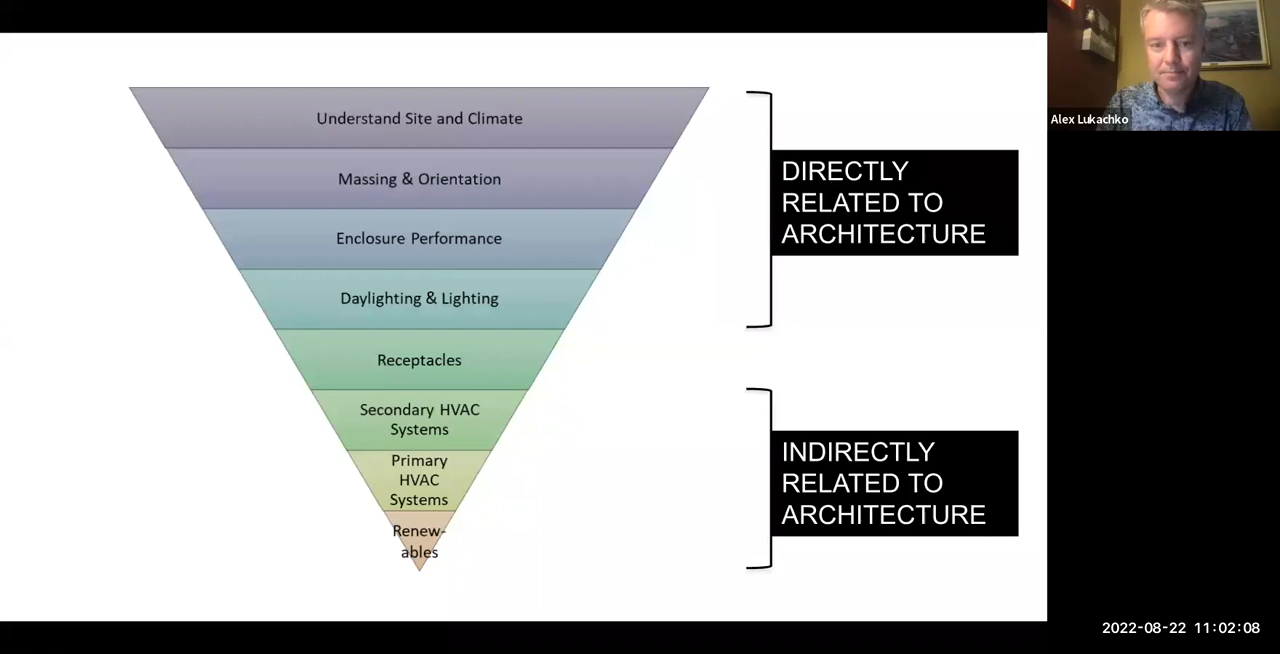 Understand Site and Climate
Massing & Orientation
Enclosure Performance
Daylighting & Lighting
Receptacles
Secondary HVAC
Systems
Primary
HVAC
Systems
Renew-
ables
DIRECTLY
RELATED TO
ARCHITECTURE
INDIRECTLY
RELATED TO
ARCHITECTURE
Alex Lukachko
2022-08-22 11:02:08